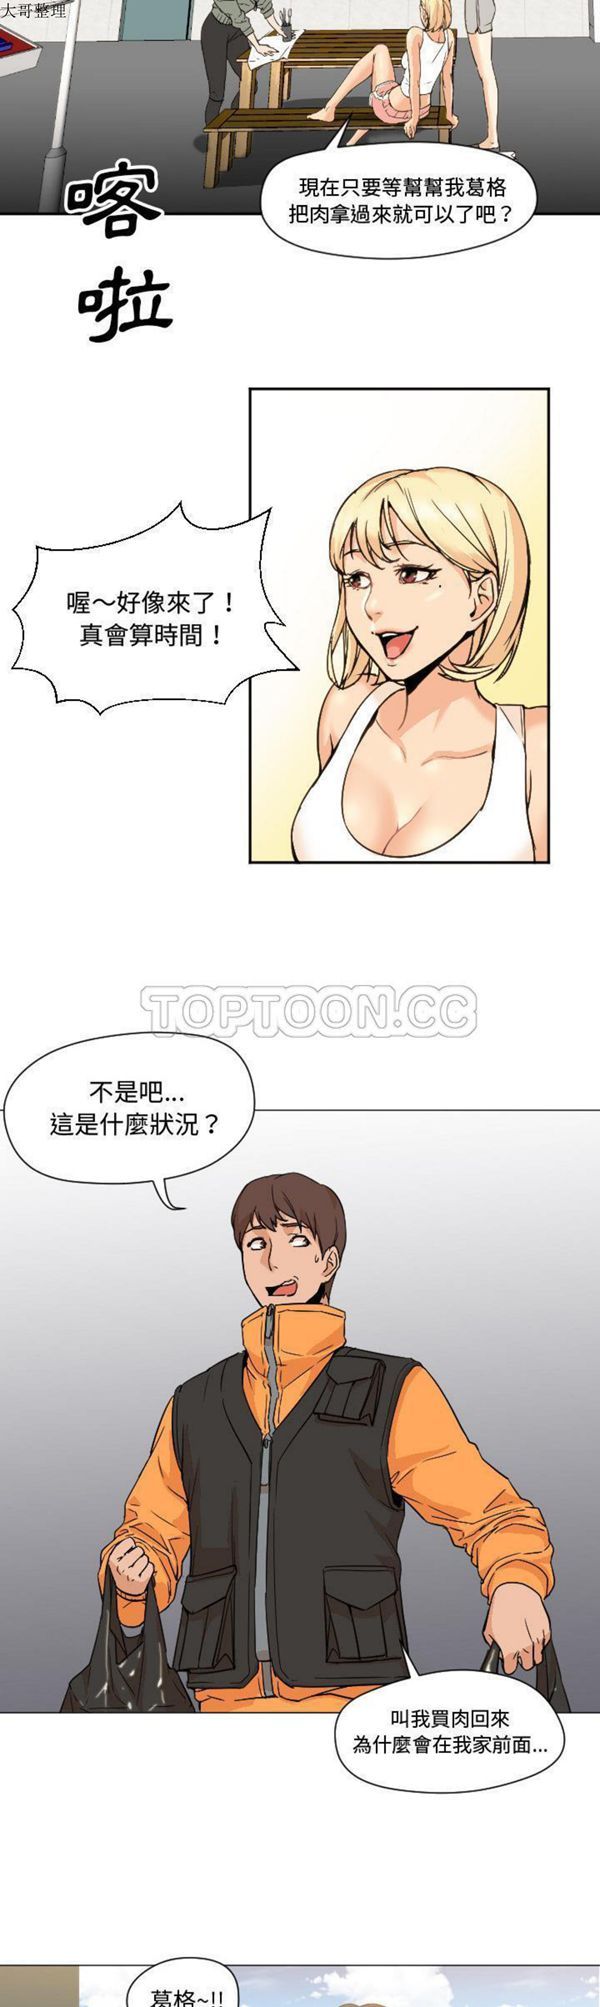 大哥整理
現在只要等幫幫我葛格
把肉拿過來就可以了吧？
喀
啦
喔～好像來了！
真會算時間！
TOPTOON.CC
不是吧...
這是什麼狀況？
叫我買肉回來
為什麼會在我家前面...
葛格~!!